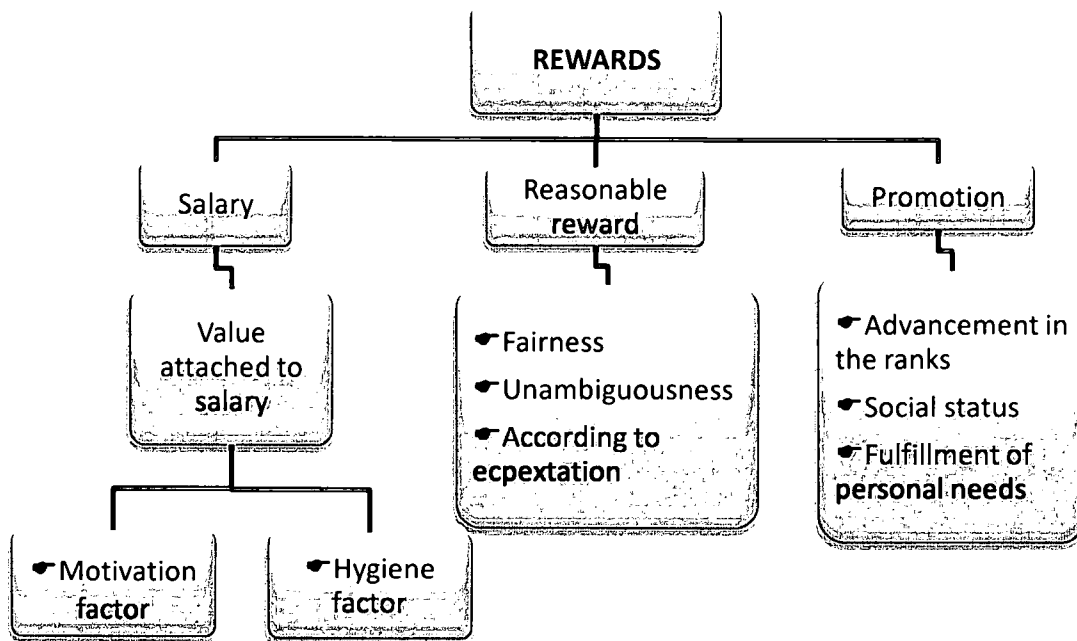 REWARDS
Salary
Reasonable
reward
Promotion
Value
attached to
salary
☛Fairness
☛Unambiguousness
☛According to
ecpextation
☛Advancement in
the ranks
☛Social status
☛Fulfillment of
personal needs
☛Motivation
factor
☛Hygiene
factor